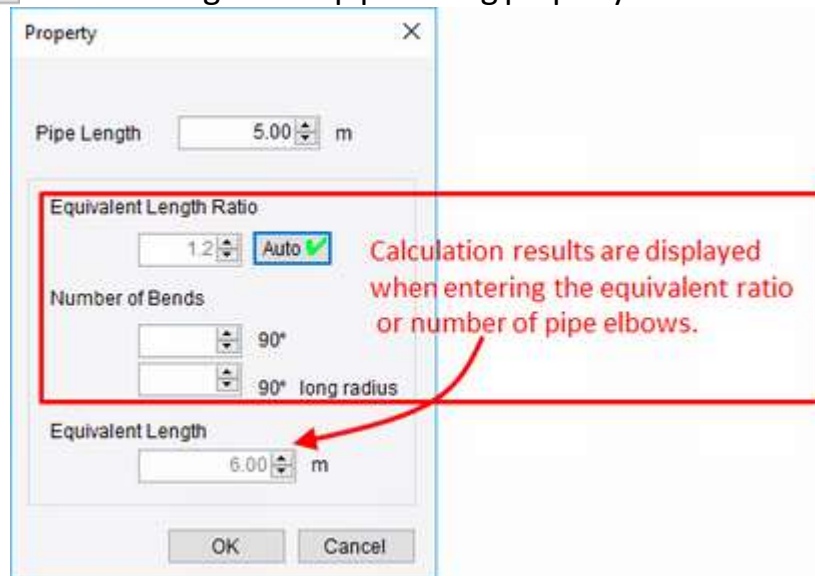 Property
Pipe Length 5.00 m
Equivalent Length Ratio
1.2 Auto
Number of Bends
90°
90° long radius
Calculation results are displayed
when entering the equivalent ratio
or number of pipe elbows.
Equivalent Length
6.00 m
OK Cancel